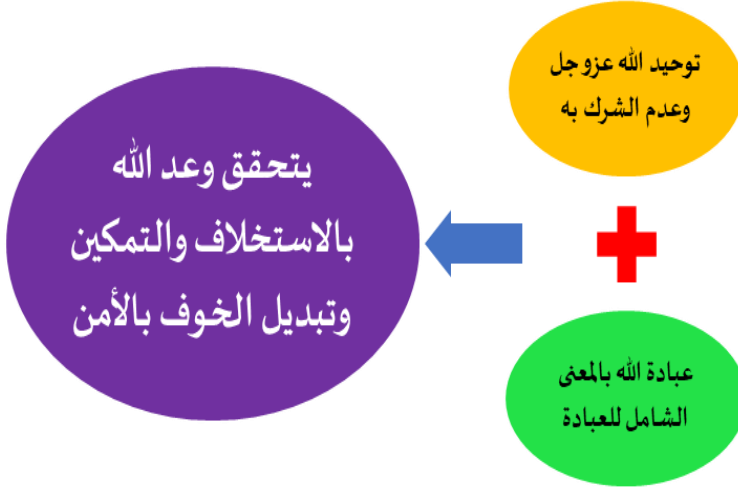 توحيد الله عزوجل
وعدم الشرك به
عبادة الله بالمعنى
الشامل للعبادة
يتحقق وعد الله
بالاستخلاف والتمكين
وتبديل الخوف بالأمن